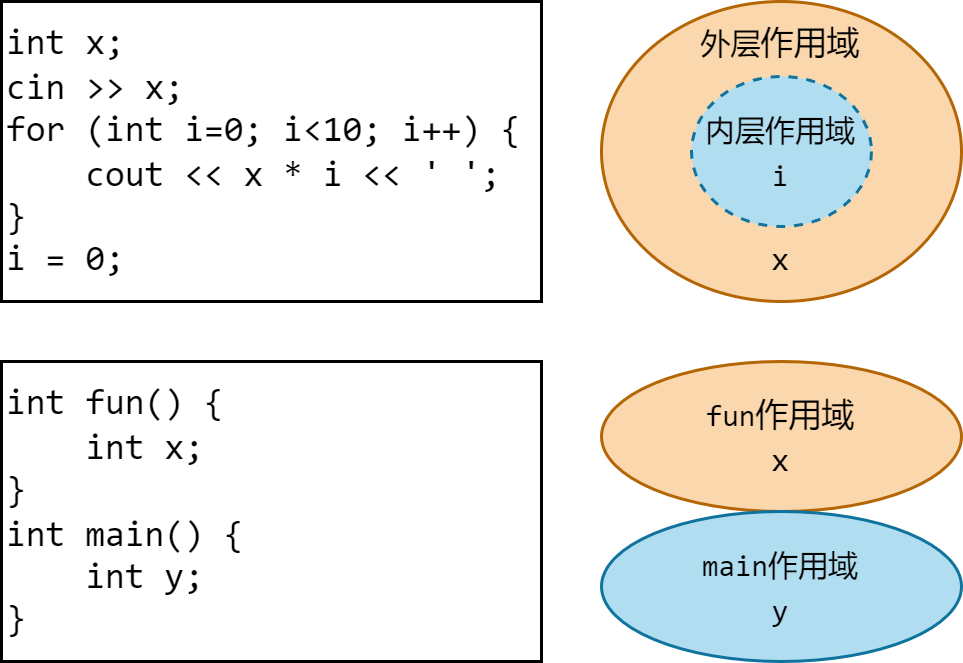 int x;
cin >> x;
for (int i=0; i<10; i++) {
    cout << x * i << ' ';
}
i = 0;
外层作用域
内层作用域
i
x
int fun() {
    int x;
}
int main() {
    int y;
}
fun作用域
x
main作用域
y